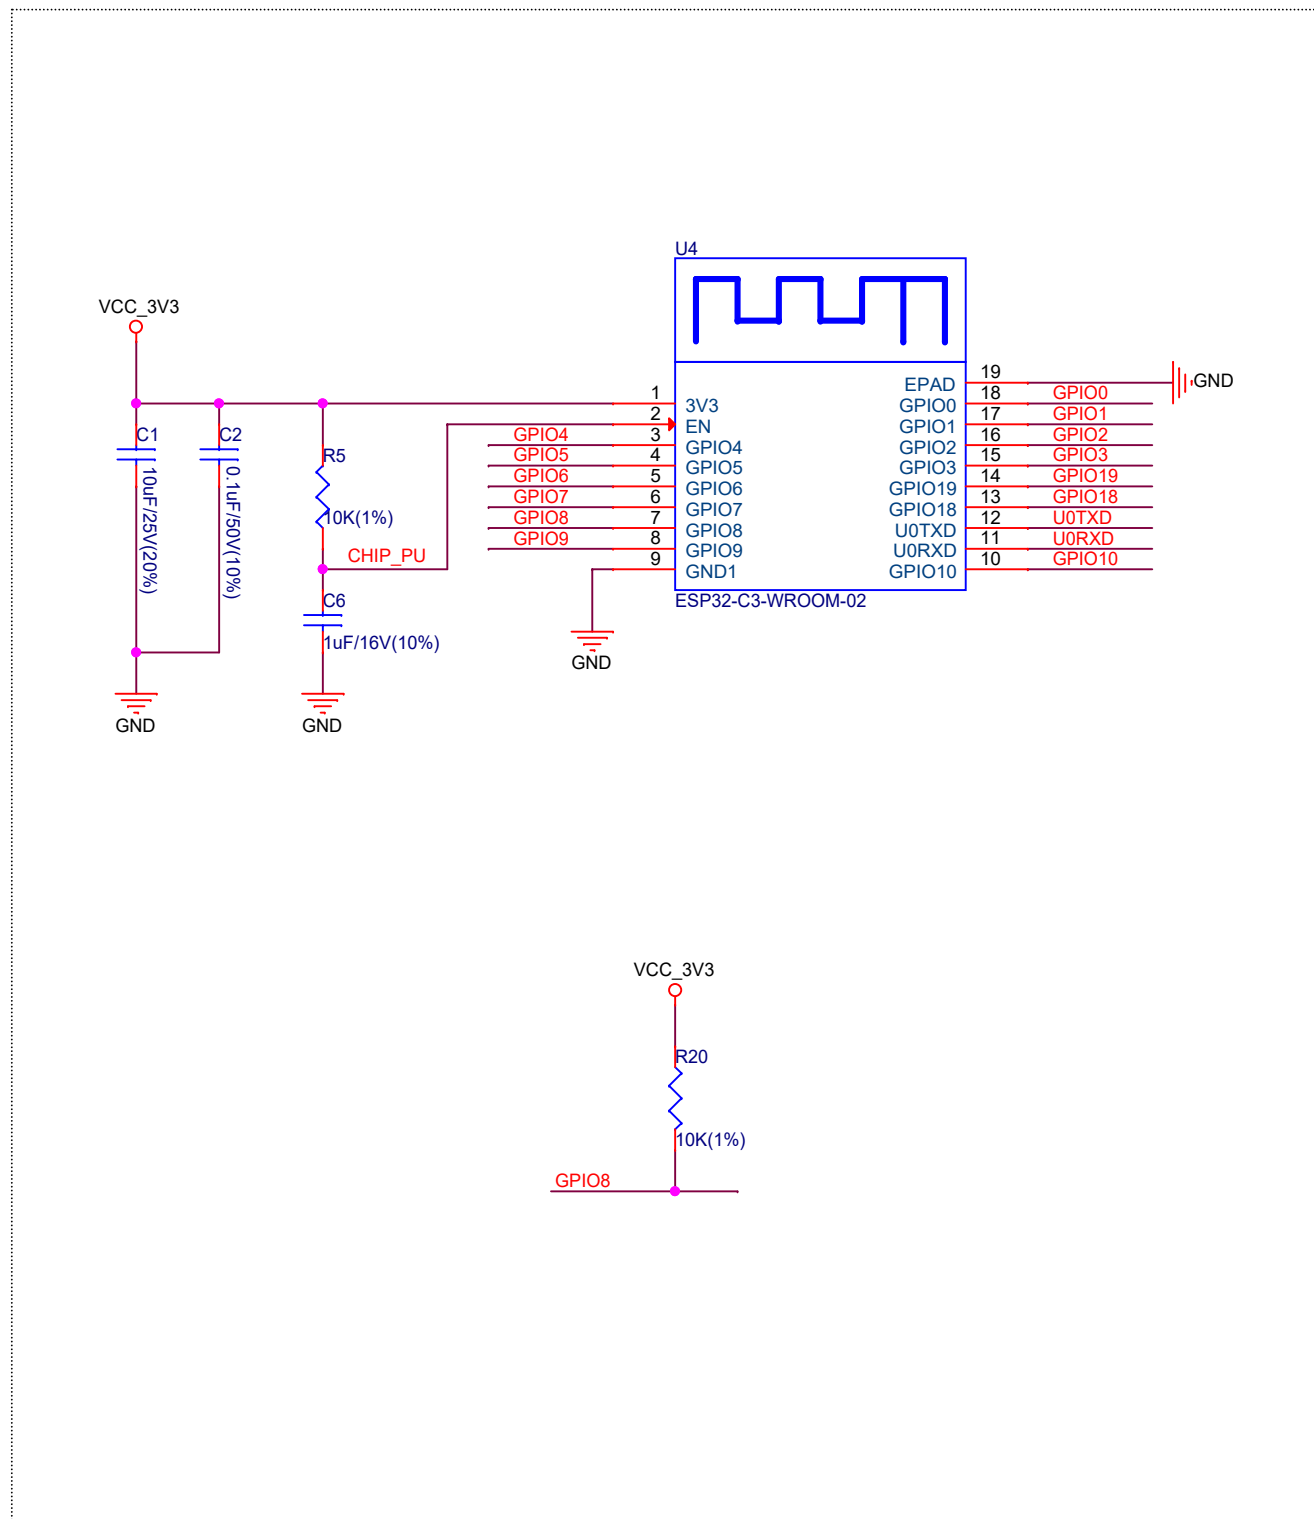 U4
VCC_3V3
1
2
3
4
5
6
7
8
9
3V3
EN
GPIO4
GPIO5
GPIO6
GPIO7
GPIO8
GPIO9
GND1
EPAD
GPIO0
GPIO1
GPIO2
GPIO3
GPIO19
GPIO18
U0TXD
U0RXD
GPIO10
19
18
17
16
15
14
13
12
11
10
GND
GPIO0
GPIO1
GPIO2
GPIO3
GPIO19
GPIO18
U0TXD
U0RXD
GPIO10
GPIO4
GPIO5
GPIO6
GPIO7
GPIO8
GPIO9
C1
10uF/25V(20%)
C2
0.1uF/50V(10%)
R5
10K(1%)
CHIP_PU
C6
1uF/16V(10%)
ESP32-C3-WROOM-02
GND
GND
GND
VCC_3V3
R20
10K(1%)
GPIO8